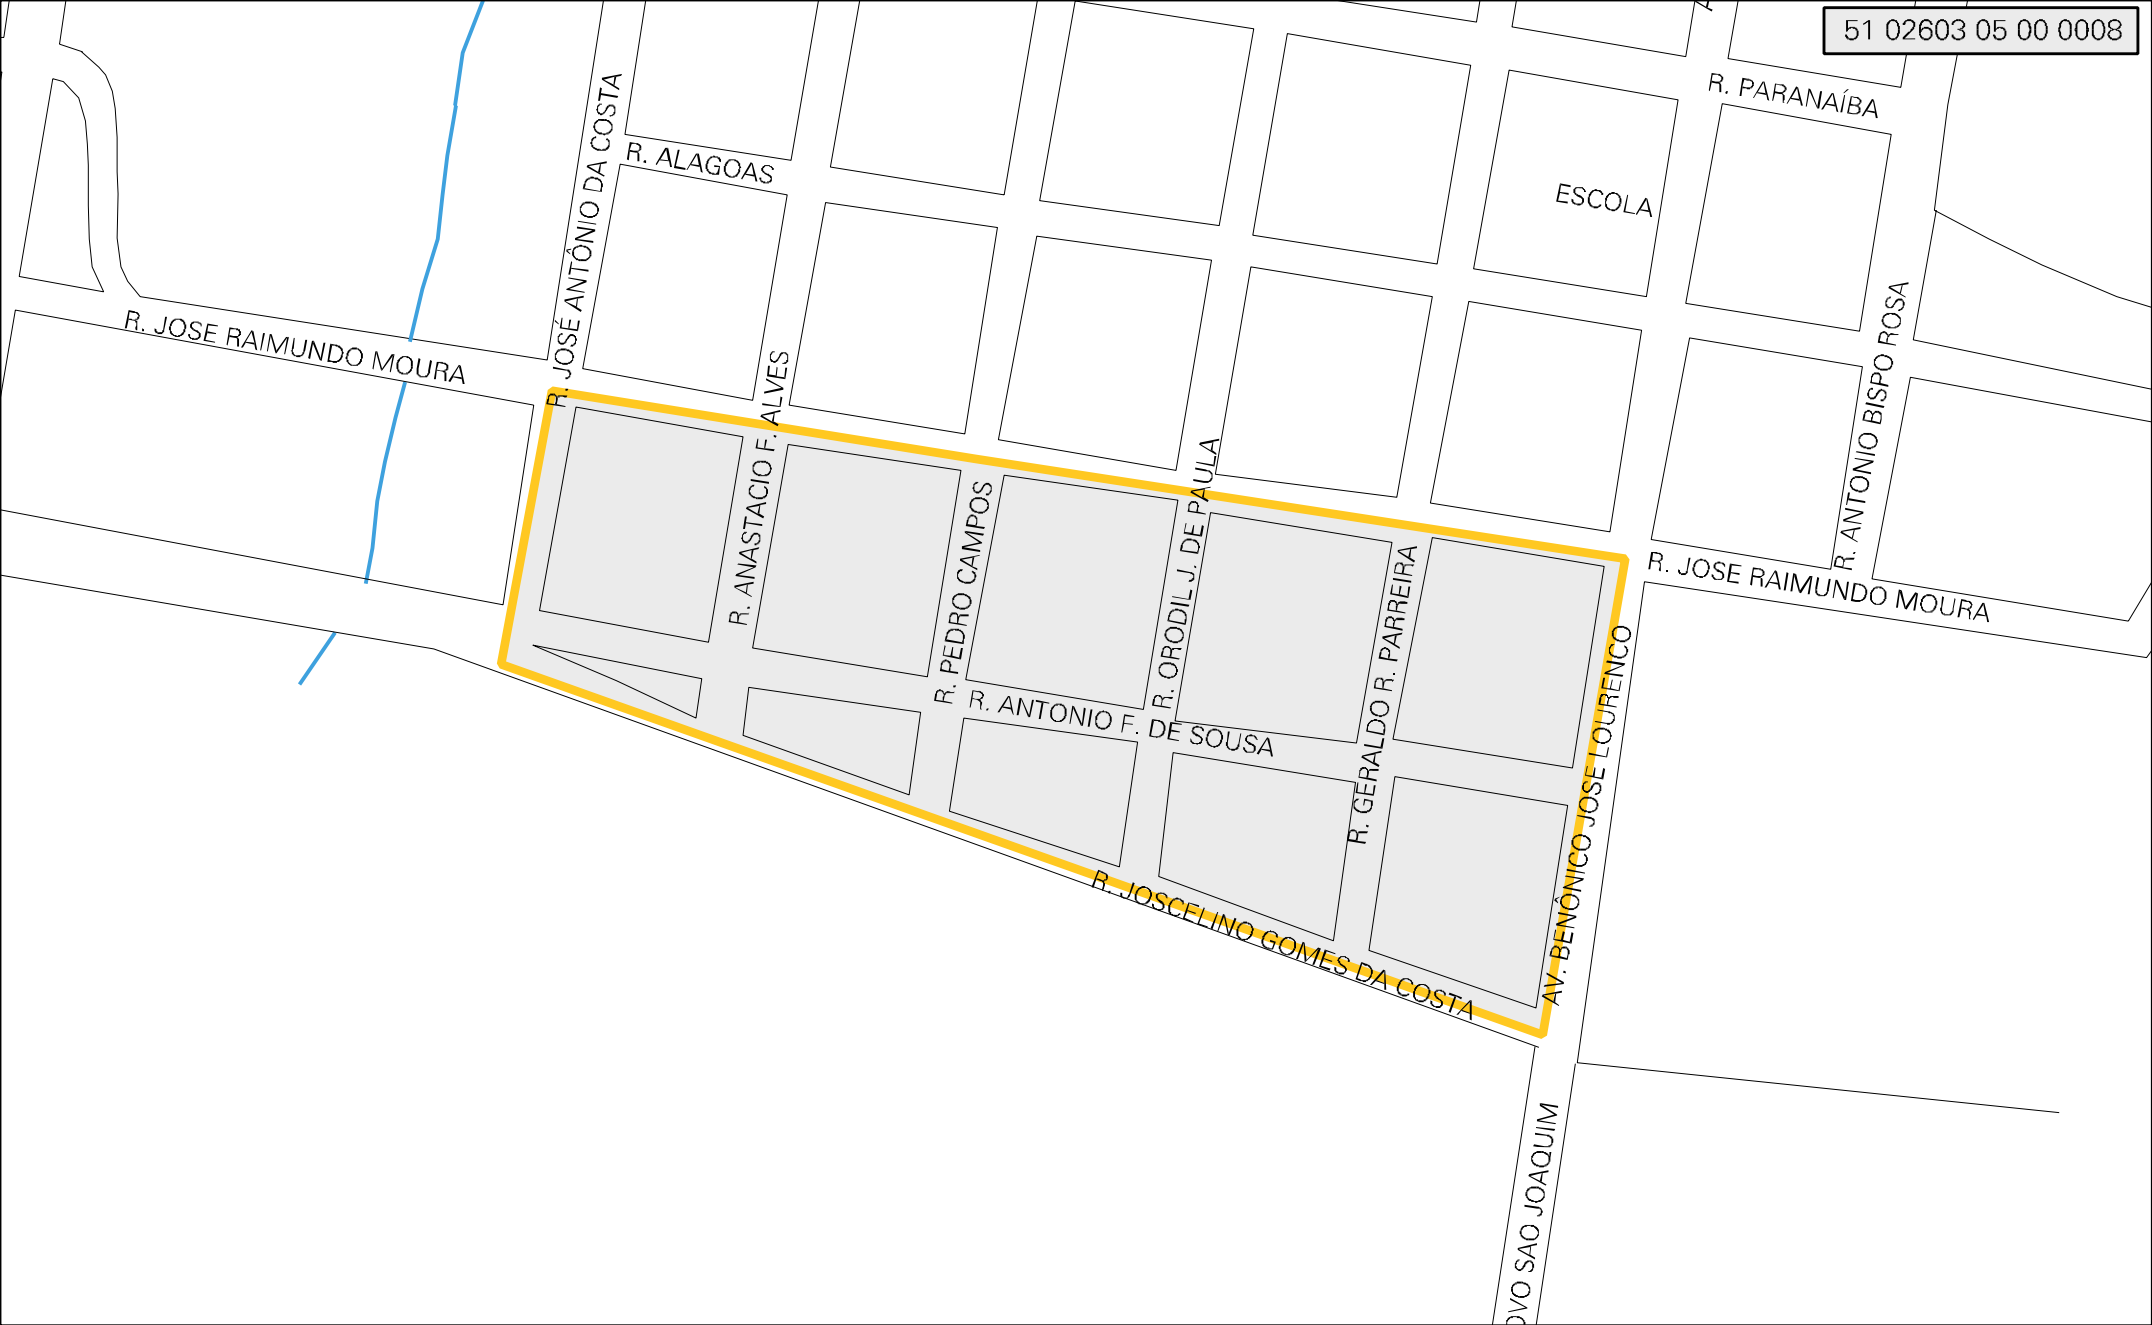 51 02603 05 00 0008
R. PARANAÍBA
R. JOSÉ ANTÔNIO DA COSTA
R. ALAGOAS
ESCOLA
R. JOSE RAIMUNDO MOURA
R. ANTONIO BISPO ROSA
R. ANASTACIO F. ALVES
R. PEDRO CAMPOS
R. ORODIL J. DE PAULA
R. GERALDO R. PARREIRA
R. JOSE RAIMUNDO MOURA
R. ANTONIO F. DE SOUSA
AV. BENÔNICO JOSE LOURENCO
R. JOSCELINO GOMES DA COSTA
OVO SAO JOAQUIM